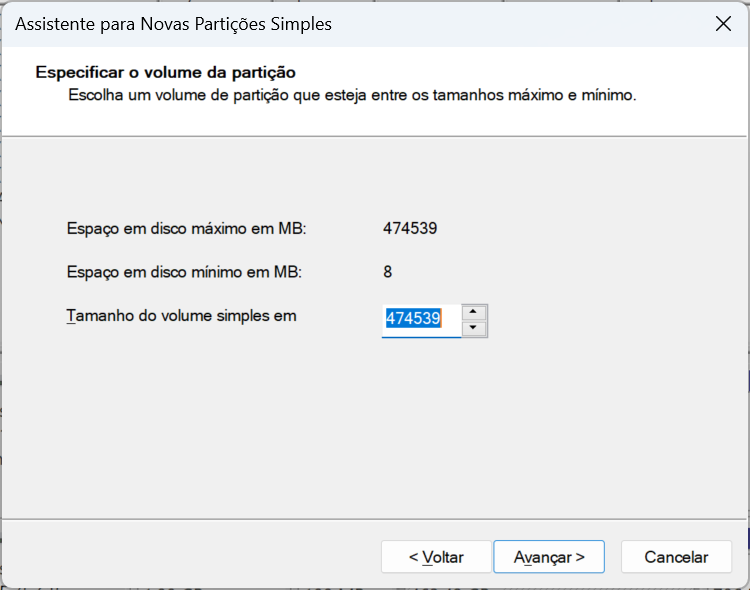 Assistente para Novas Partições Simples
Especificar o volume da partição
Escolha um volume de partição que esteja entre os tamanhos máximo e mínimo.
Espaço em disco máximo em MB: 474539
Espaço em disco mínimo em MB: 8
Tamanho do volume simples em 474539
< Voltar Avançar > Cancelar